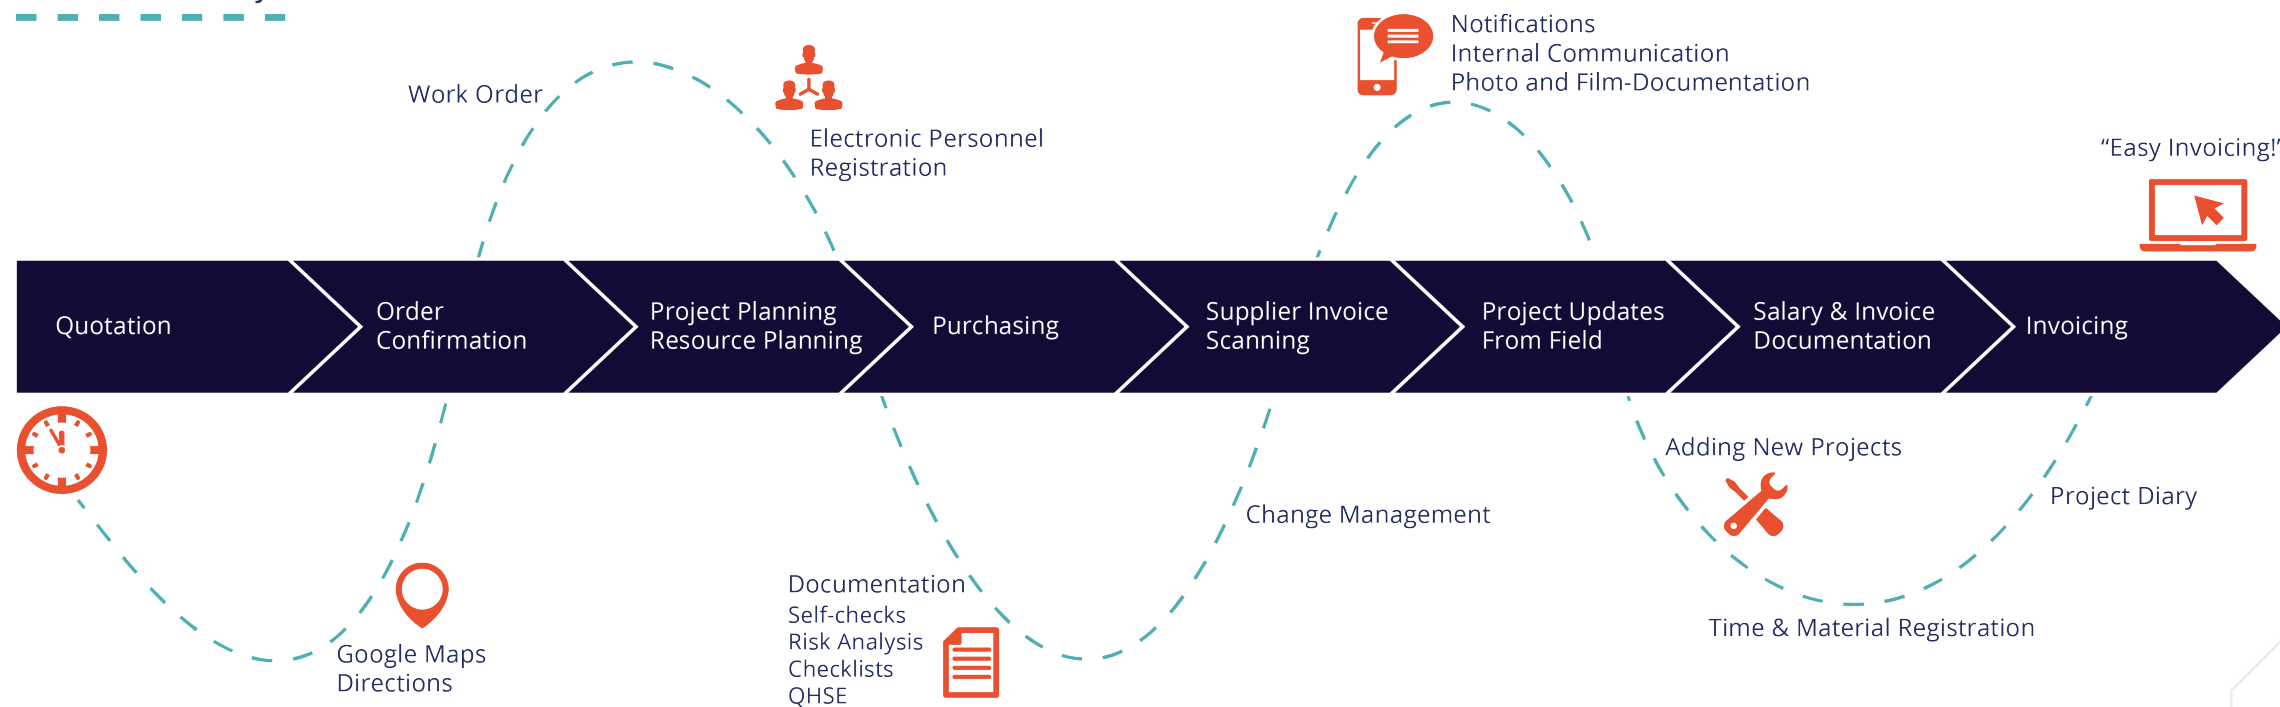 Work Order
Electronic Personnel
Registration
Notifications
Internal Communication
Photo and Film-Documentation
“Easy Invoicing!”
Quotation
Order
Confirmation
Project Planning
Resource Planning
Purchasing
Supplier Invoice
Scanning
Project Updates
From Field
Salary & Invoice
Documentation
Invoicing
Google Maps
Directions
Documentation
Self-checks
Risk Analysis
Checklists
QHSE
Change Management
Adding New Projects
Time & Material Registration
Project Diary